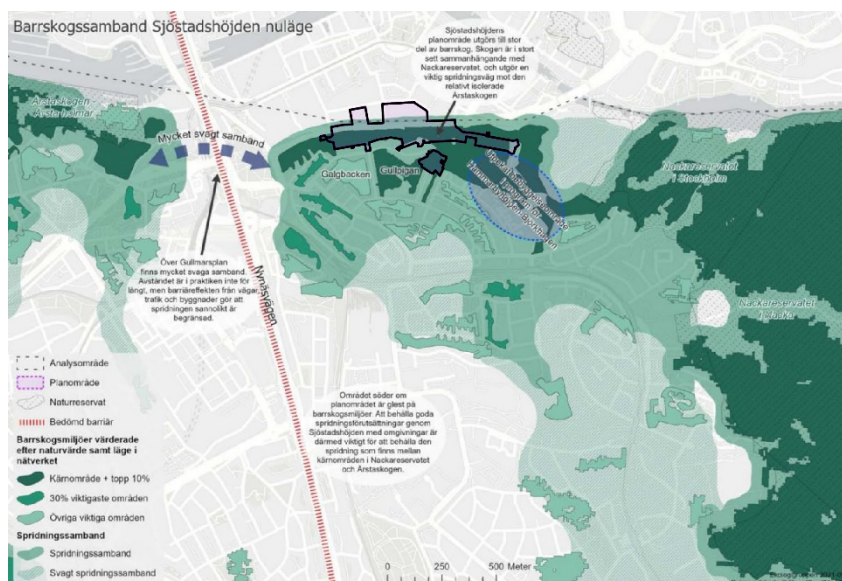 Barrskogssamband Sjöstadshöjden nuläge
Sjöstadshöjdens
planområde utgörs till stor
del av barrskog. Skogen är i stort
sett sammanhängande med
Nackareservatet, och utgör en
viktig spridningsväg mot den
relativt isolerade
Årstaskogen
Årstaskogen
Årsta holmar
Mycket svagt samband
Galgbacken
Gullbigan
Nackareservatet
i Stockholm
Nackareservatet
i Nacka
Över Gullmarsplan
finns mycket svaga samband.
Avståndet är i praktiken inte för
långt, men barriäreffekten från vägar,
trafik och byggnader gör att
spridningen sannolikt är
begränsad.
Nynäsvägen
Området söder om
planområdet är glest på
barrskogsmiljöer. Att behålla goda
spridningsförutsättningar genom
Sjöstadshöjden med omgivningar är
därmed viktigt för att behålla den
spridning som finns mellan
kärnområden i Nackareservatet
och Årstaskogen.
Analysområde
Planområde
Naturreservat
Bedömd barriär
Barrskogsmiljöer värderade
efter naturvärde samt läge i
nätverket
Kärnområde + topp 10%
30% viktigaste områden
Övriga viktiga områden
Spridningssamband
Spridningssamband
Svagt spridningssamband
0 250 500 Meter